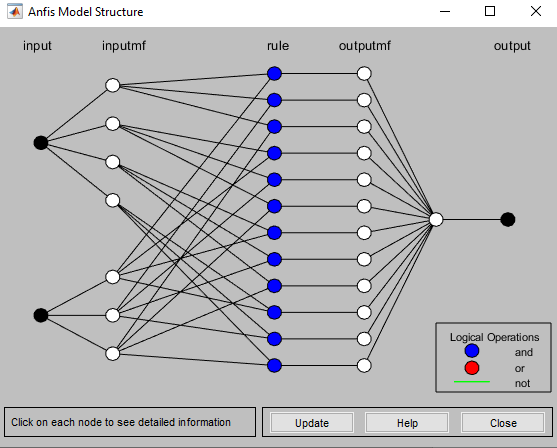 Anfis Model Structure
input inputmf rule outputmf output
Logical Operations
and
or
not
Click on each node to see detailed information
Update Help Close